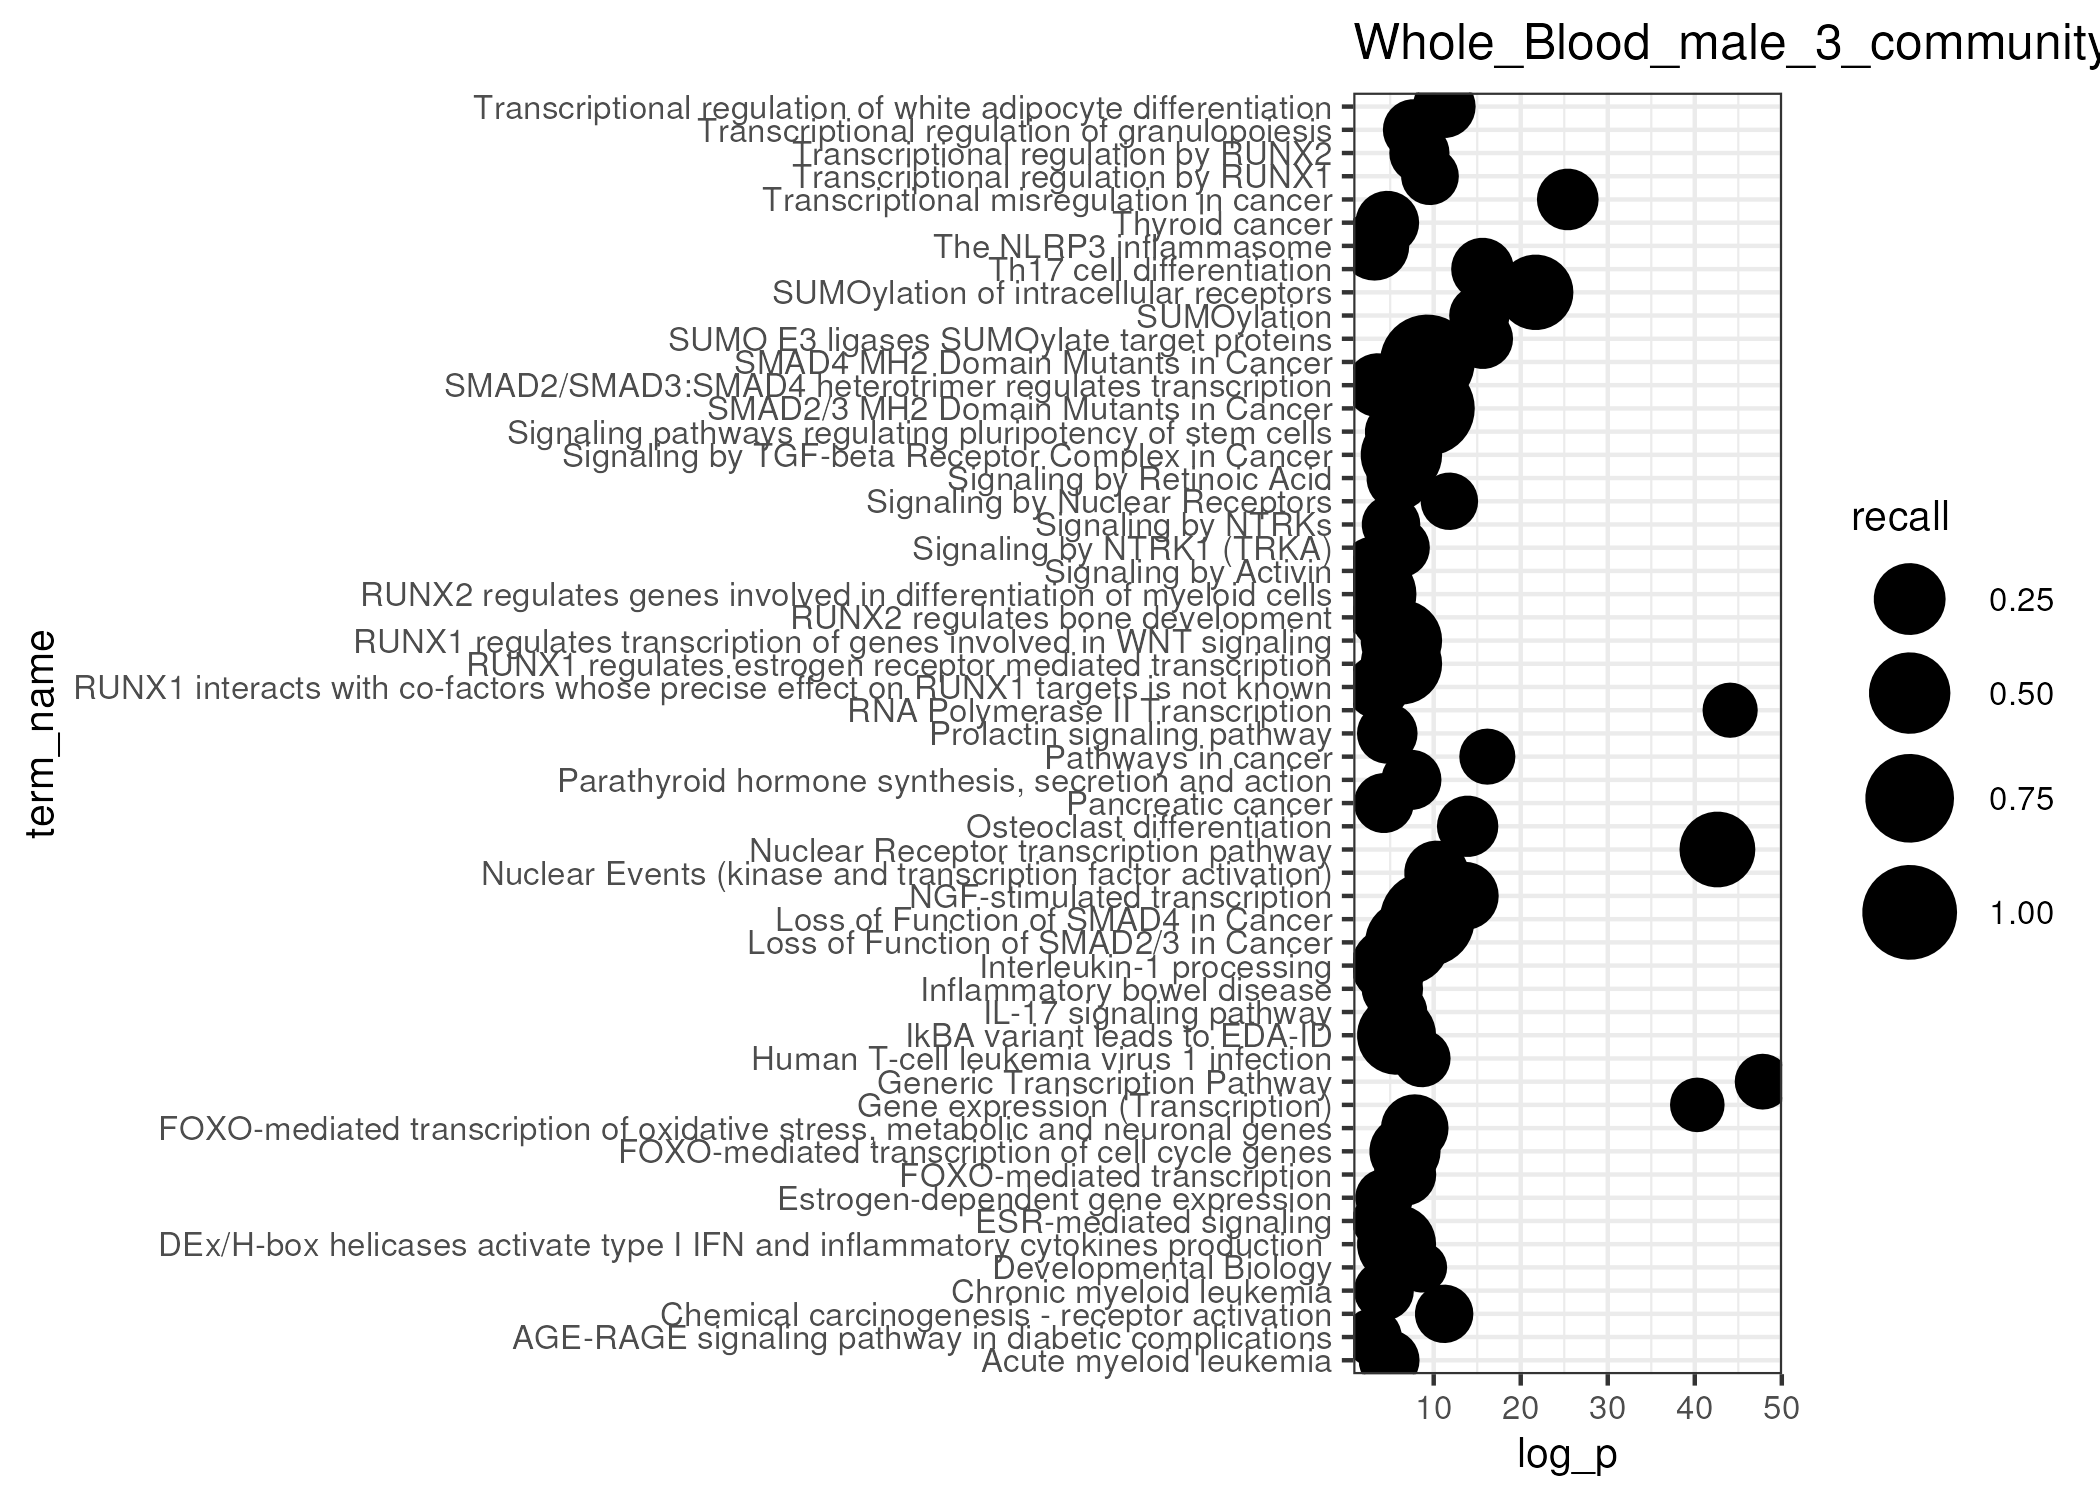 Whole_Blood_male_3_community
Transcriptional regulation of white adipocyte differentiation
Transcriptional regulation of granulopoiesis
Transcriptional regulation by RUNX2
Transcriptional regulation by RUNX1
Transcriptional misregulation in cancer
Thyroid cancer
The NLRP3 inflammasome
Th17 cell differentiation
SUMOylation of intracellular receptors
SUMOylation
SUMO E3 ligases SUMOylate target proteins
SMAD4 MH2 Domain Mutants in Cancer
SMAD2/SMAD3:SMAD4 heterotrimer regulates transcription
SMAD2/3 MH2 Domain Mutants in Cancer
Signaling pathways regulating pluripotency of stem cells
Signaling by TGF-beta Receptor Complex in Cancer
Signaling by Retinoic Acid
Signaling by Nuclear Receptors
Signaling by NTRKs
Signaling by NTRK1 (TRKA)
Signaling by Activin
RUNX2 regulates genes involved in differentiation of myeloid cells
RUNX2 regulates bone development
RUNX1 regulates transcription of genes involved in WNT signaling
RUNX1 regulates estrogen receptor mediated transcription
RUNX1 interacts with co-factors whose precise effect on RUNX1 targets is not known
RNA Polymerase II Transcription
Prolactin signaling pathway
Pathways in cancer
Parathyroid hormone synthesis, secretion and action
Pancreatic cancer
Osteoclast differentiation
Nuclear Receptor transcription pathway
Nuclear Events (kinase and transcription factor activation)
NGF-stimulated transcription
Loss of Function of SMAD4 in Cancer
Loss of Function of SMAD2/3 in Cancer
Interleukin-1 processing
Inflammatory bowel disease
IL-17 signaling pathway
IkBA variant leads to EDA-ID
Human T-cell leukemia virus 1 infection
Generic Transcription Pathway
Gene expression (Transcription)
FOXO-mediated transcription of oxidative stress, metabolic and neuronal genes
FOXO-mediated transcription of cell cycle genes
FOXO-mediated transcription
Estrogen-dependent gene expression
ESR-mediated signaling
DEx/H-box helicases activate type I IFN and inflammatory cytokines production
Developmental Biology
Chronic myeloid leukemia
Chemical carcinogenesis - receptor activation
AGE-RAGE signaling pathway in diabetic complications
Acute myeloid leukemia
term_name
10 20 30 40 50
log_p
recall
0.25
0.50
0.75
1.00